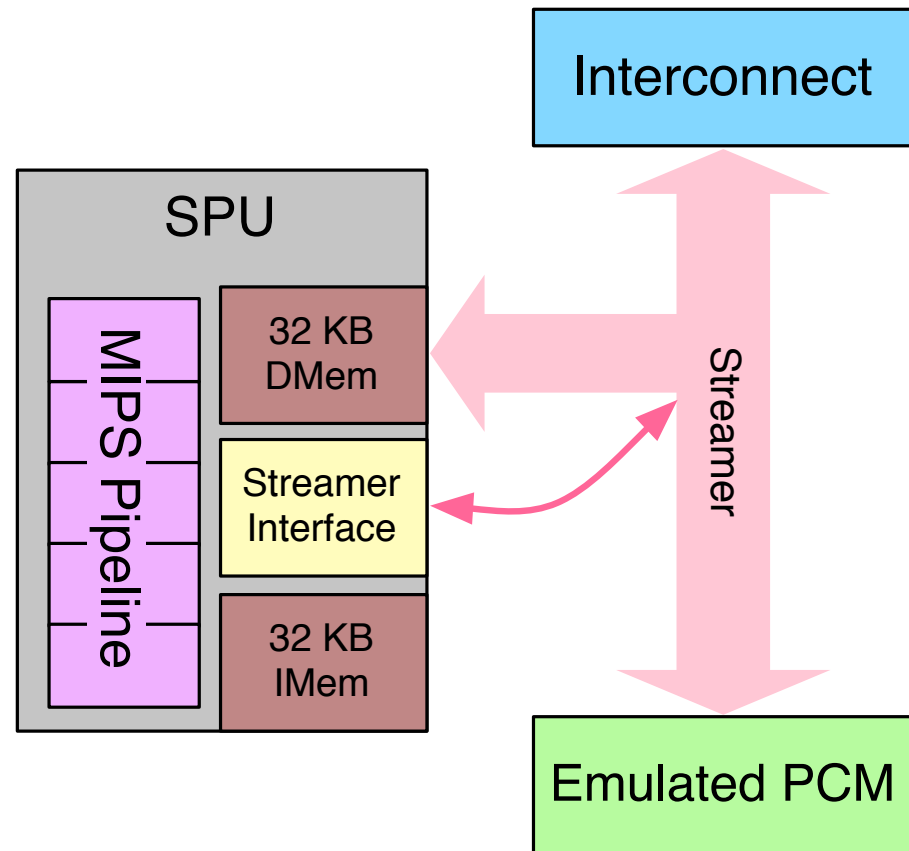 Interconnect
SPU
MIPS Pipeline
32 KB
DMem
Streamer
Interface
32 KB
IMem
Streamer
Emulated PCM